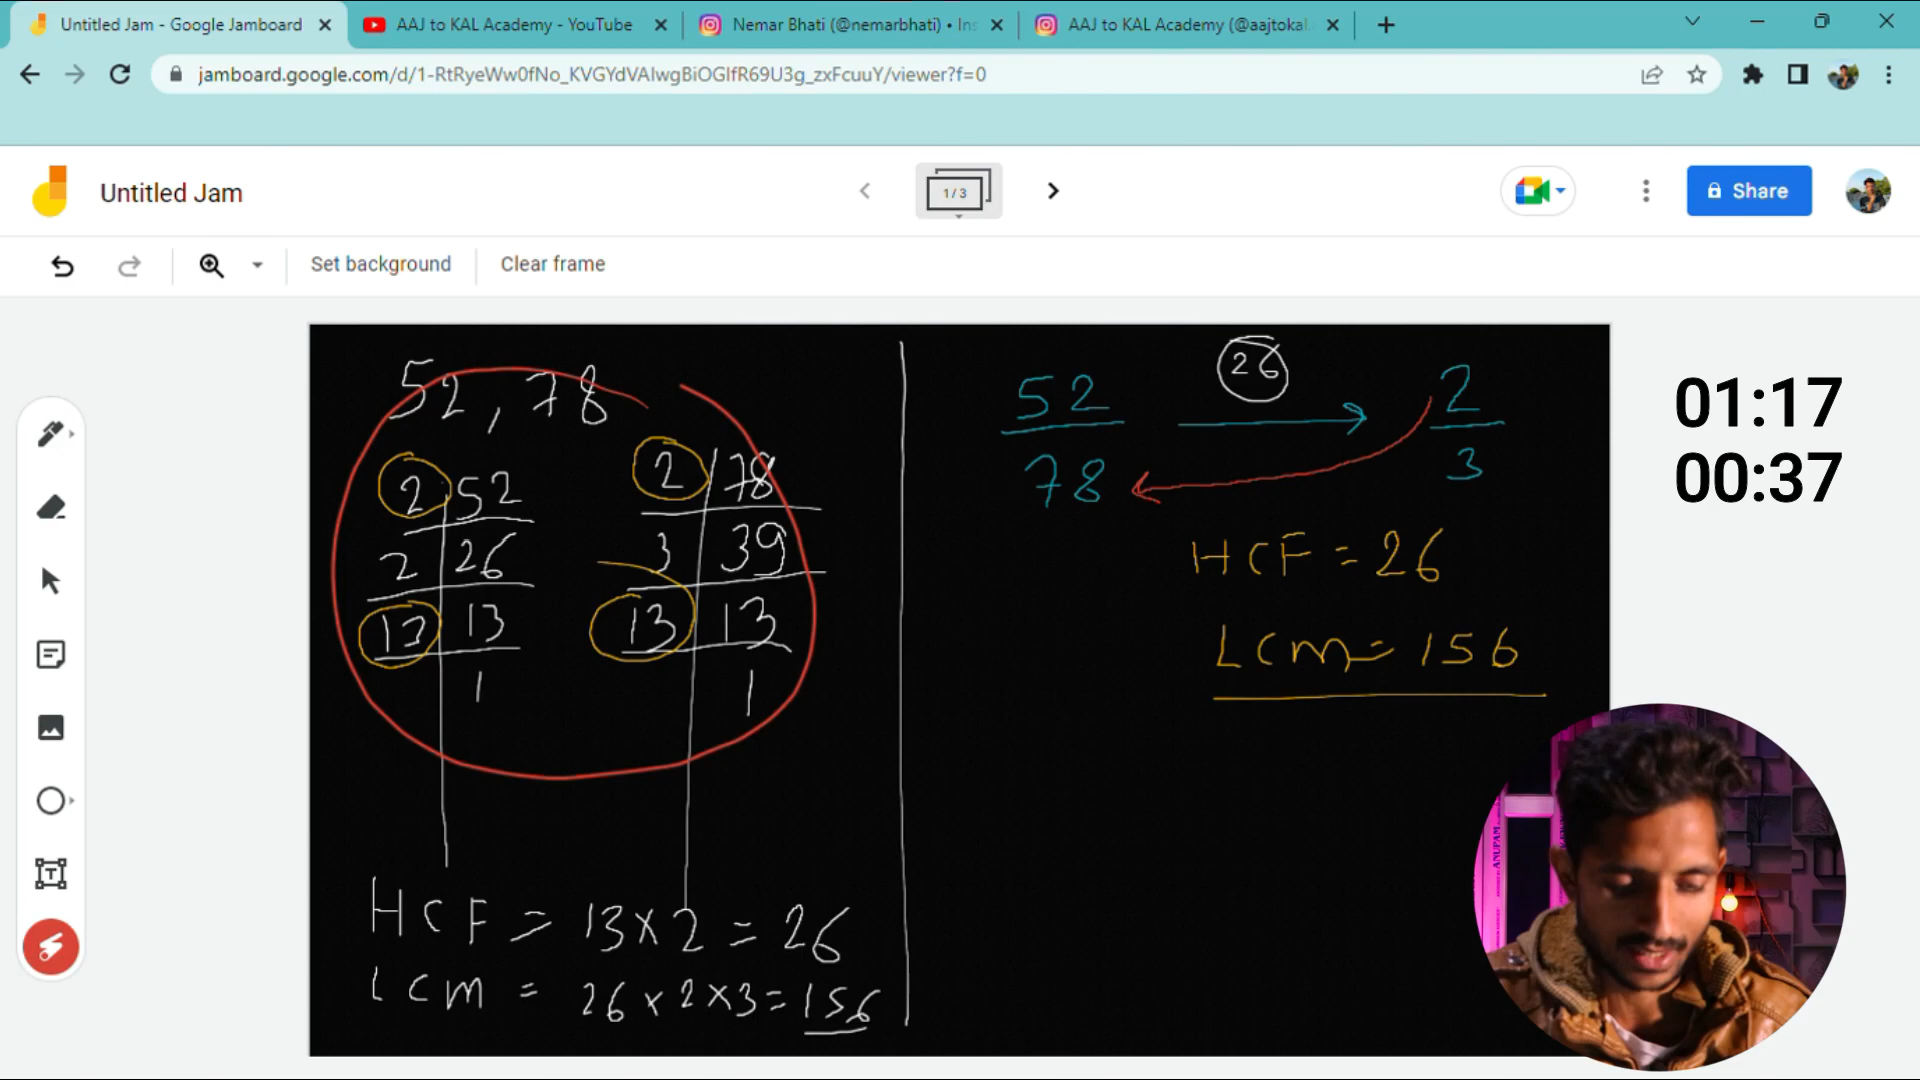 Untitled Jam - Google Jamboard
AAJ to KAL Academy - YouTube
Nemar Bhati (@nemarbhati) • Ins
AAJ to KAL Academy (@aajtokal.
jamboard.google.com/d/1-RtRyeWw0fNo_KVGYdVAlwgBiOGlfR69U3g_zxFcuuY/viewer?f=0
Untitled Jam
1 / 3
Share
Set background
Clear frame
52, 78
2 52
2 26
13 13
1
2 78
3 39
13 13
1
HCF = 13 × 2 = 26
LCM = 26 × 2 × 3 = 156
52
78
26
2
3
HCF = 26
LCM = 156
01:17
00:37
ANUPAM